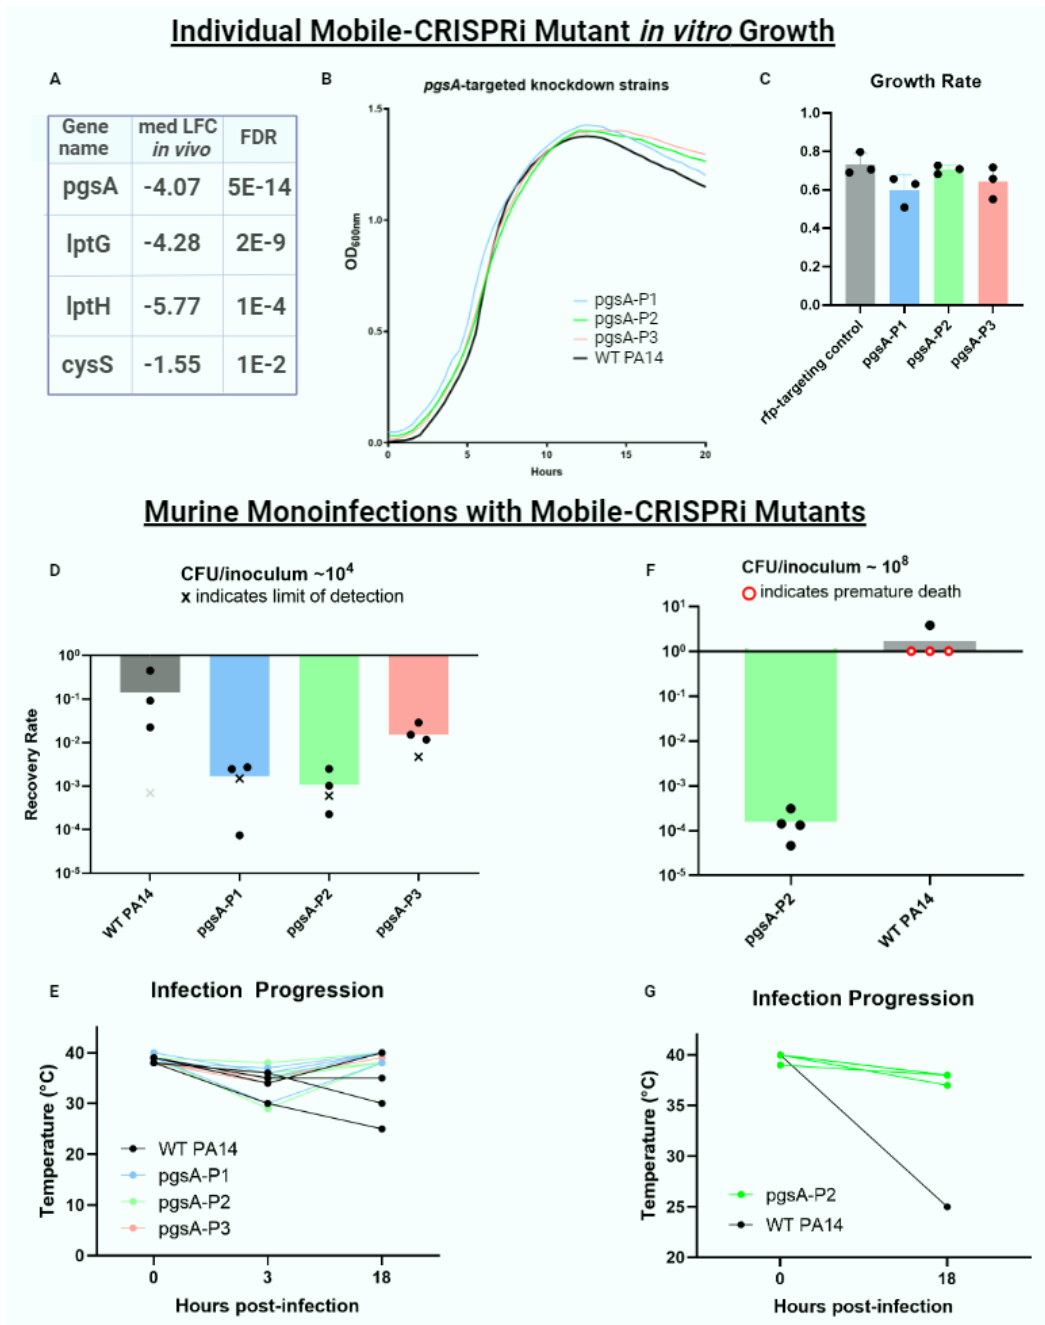 Individual Mobile-CRISPRi Mutant in vitro Growth
A
Gene name
med LFC in vivo
FDR
pgsA -4.07 5E-14
lptG -4.28 2E-9
lptH -5.77 1E-4
cysS -1.55 1E-2
B
pgsA-targeted knockdown strains
1.5
1.0
0.5
0.0
OD600nm
0 5 10 15 20
Hours
pgsA-P1
pgsA-P2
pgsA-P3
WT PA14
C
Growth Rate
1.0
0.8
0.6
0.4
0.2
0.0
rfp-targeting control
pgsA-P1
pgsA-P2
pgsA-P3
Murine Monoinfections with Mobile-CRISPRi Mutants
D
CFU/inoculum ~10⁴
x indicates limit of detection
10⁰
10⁻¹
10⁻²
10⁻³
10⁻⁴
10⁻⁵
Recovery Rate
WT PA14
pgsA-P1
pgsA-P2
pgsA-P3
F
CFU/inoculum ~ 10⁸
indicates premature death
10¹
10⁰
10⁻¹
10⁻²
10⁻³
10⁻⁴
10⁻⁵
pgsA-P2
WT PA14
E
Infection Progression
40
30
20
10
0
Temperature (°C)
WT PA14
pgsA-P1
pgsA-P2
pgsA-P3
0 3 18
Hours post-infection
G
Infection Progression
40
35
30
25
20
Temperature (°C)
pgsA-P2
WT PA14
0 18
Hours post-infection